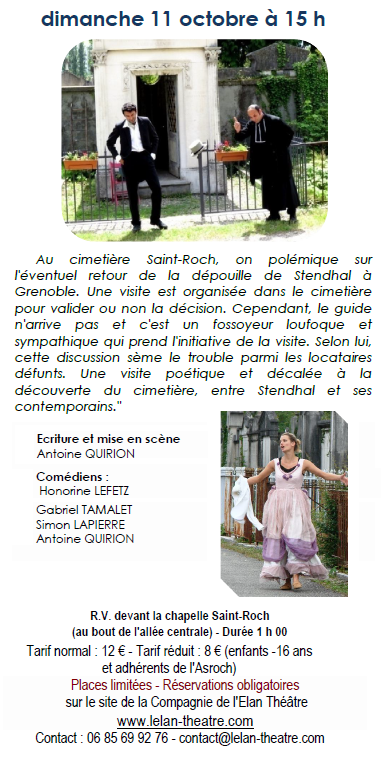 dimanche 11 octobre à 15 h
Au cimetière Saint-Roch, on polémique sur
l'éventuel retour de la dépouille de Stendhal à
Grenoble. Une visite est organisée dans le cimetière
pour valider ou non la décision. Cependant, le guide
n'arrive pas et c'est un fossoyeur loufoque et
sympathique qui prend l'initiative de la visite. Selon lui,
cette discussion sème le trouble parmi les locataires
défunts. Une visite poétique et décalée à la
découverte du cimetière, entre Stendhal et ses
contemporains."
Ecriture et mise en scène
Antoine QUIRION
Comédiens :
Honorine LEFETZ
Gabriel TAMALET
Simon LAPIERRE
Antoine QUIRION
R.V. devant la chapelle Saint-Roch
(au bout de l'allée centrale) - Durée 1 h 00
Tarif normal : 12 € - Tarif réduit : 8 € (enfants -16 ans
et adhérents de l'Asroch)
Places limitées - Réservations obligatoires
sur le site de la Compagnie de l'Elan Théâtre
www.lelan-theatre.com
Contact : 06 85 69 92 76 - contact@lelan-theatre.com